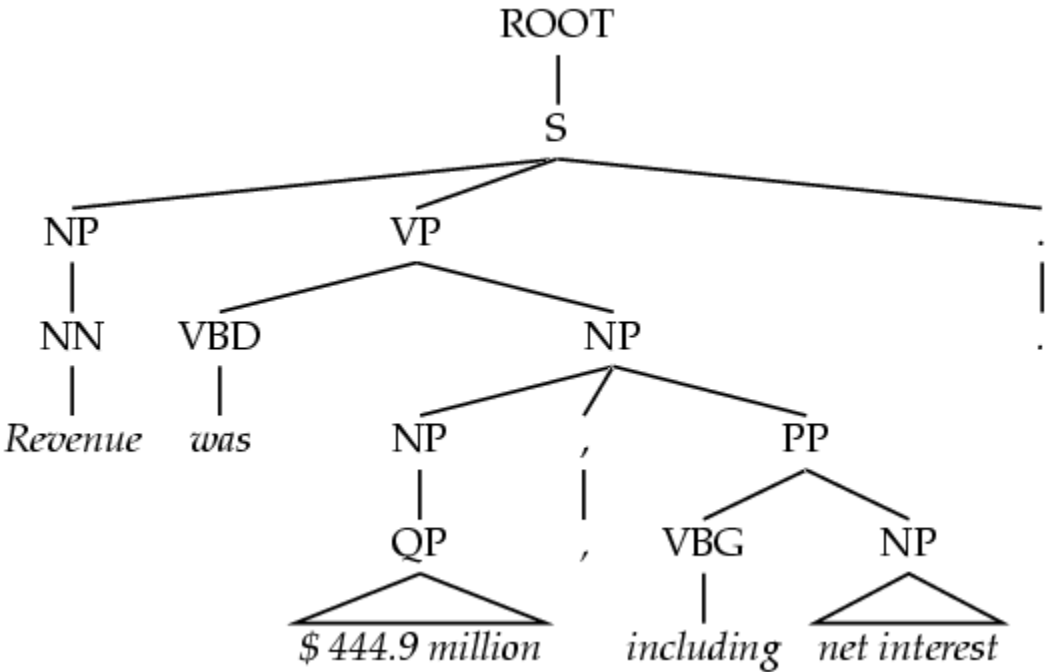 ROOT
S
NP VP .
NN VBD NP .
Revenue was NP , PP
QP , VBG NP
$ 444.9 million including net interest